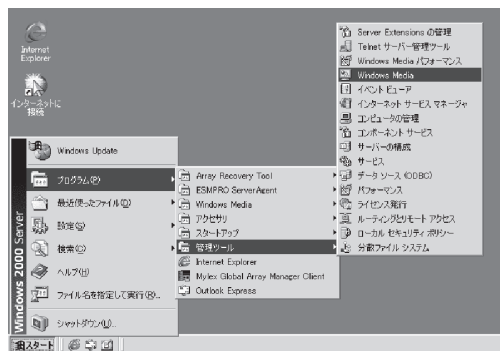 Internet
Explorer
インターネットに
接続
Windows 2000 Server
Windows Update
プログラム(P)
最近使ったファイル(D)
設定(S)
検索(C)
ヘルプ(H)
ファイル名を指定して実行(R)...
シャットダウン(U)...
スタート
Array Recovery Tool
ESMPRO ServerAgent
Windows Media
アクセサリ
スタートアップ
管理ツール
Internet Explorer
Mylex Global Array Manager Client
Outlook Express
Server Extensions の管理
Telnet サーバー管理ツール
Windows Media パフォーマンス
Windows Media
イベント ビューア
インターネット サービス マネージャ
コンピュータの管理
コンポーネント サービス
サーバーの構成
サービス
データ ソース (ODBC)
パフォーマンス
ライセンス発行
ルーティングとリモート アクセス
ローカル セキュリティ ポリシー
分散ファイル システム